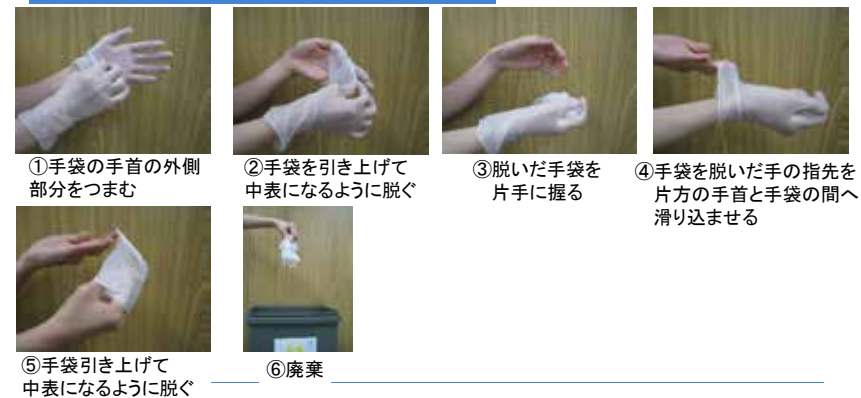 ①手袋の手首の外側
部分をつまむ
②手袋を引き上げて
中表になるように脱ぐ
③脱いだ手袋を
片手に握る
④手袋を脱いだ手の指先を
片方の手首と手袋の間へ
滑り込ませる
⑤手袋引き上げて
中表になるように脱ぐ
⑥廃棄